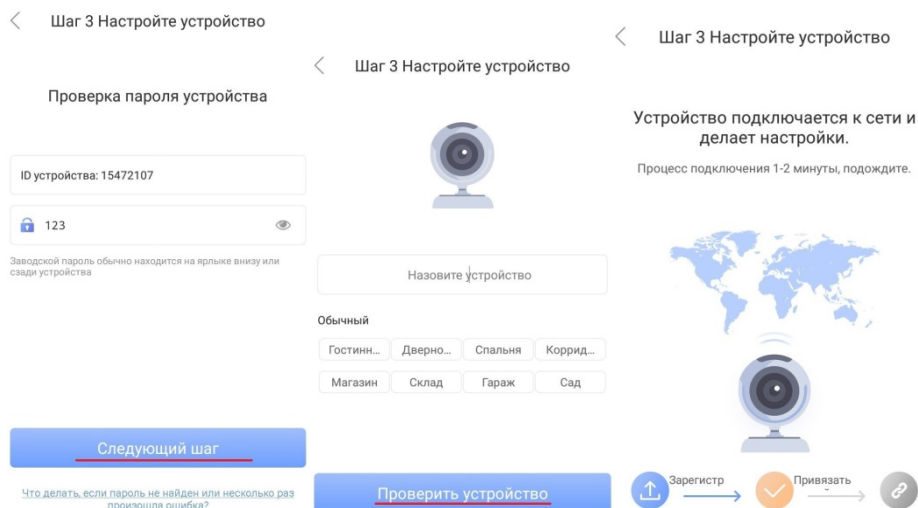 Шаг 3 Настройте устройство
Проверка пароля устройства
ID устройства: 15472107
123
Заводской пароль обычно находится на ярлыке внизу или
сзади устройства
Следующий шаг
Что делать, если пароль не найден или несколько раз
произошла ошибка?
Шаг 3 Настройте устройство
Назовите устройство
Обычный
Гостинн... Дверно... Спальня Коррид...
Магазин Склад Гараж Сад
Проверить устройство
Шаг 3 Настройте устройство
Устройство подключается к сети и
делает настройки.
Процесс подключения 1-2 минуты, подождите.
Зарегистр Привязать